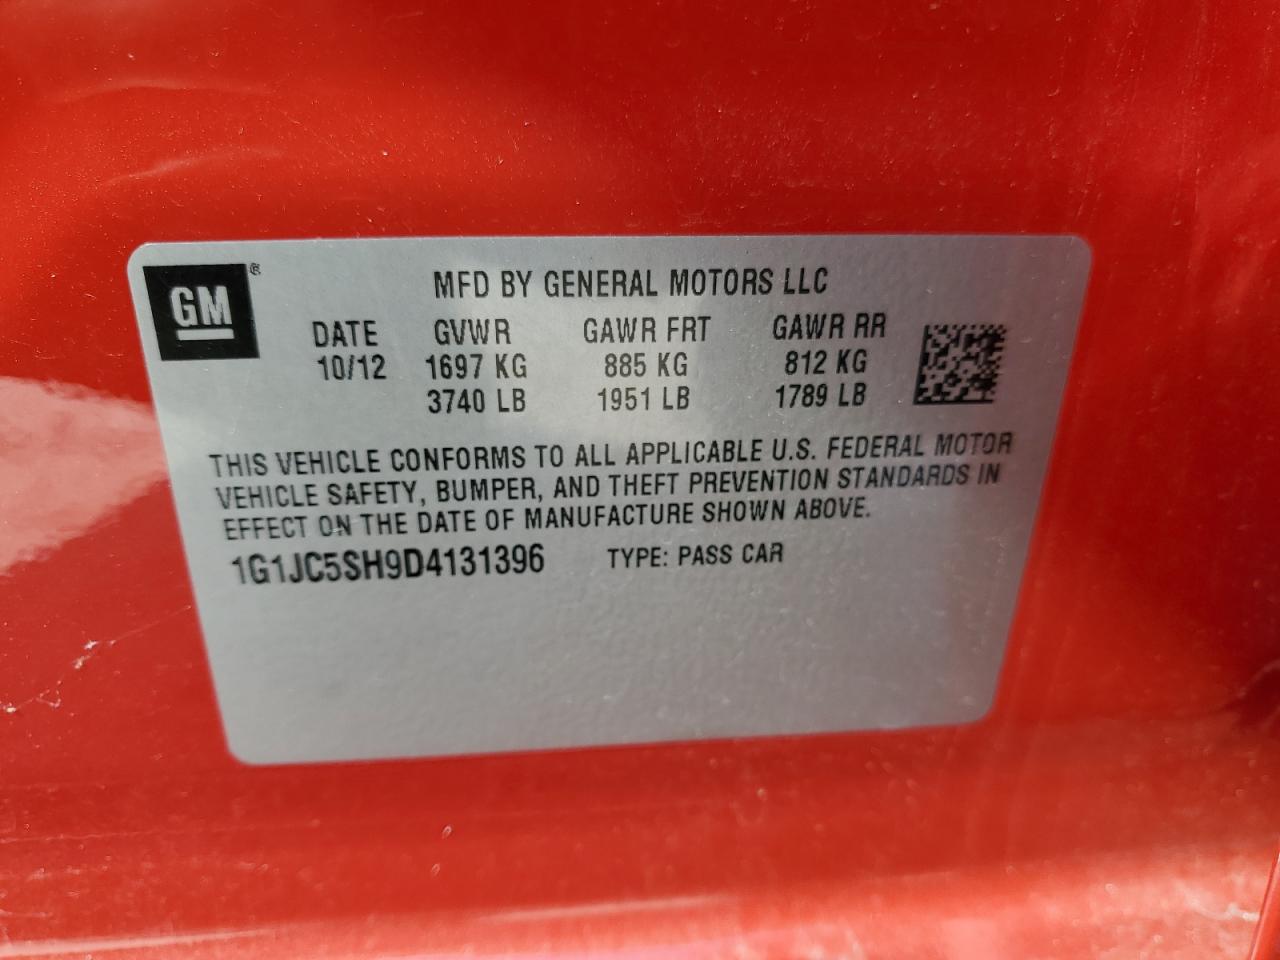 GM ®
MFD BY GENERAL MOTORS LLC
DATE GVWR GAWR FRT GAWR RR
10/12 1697 KG 885 KG 812 KG
3740 LB 1951 LB 1789 LB
THIS VEHICLE CONFORMS TO ALL APPLICABLE U.S. FEDERAL MOTOR
VEHICLE SAFETY, BUMPER, AND THEFT PREVENTION STANDARDS IN
EFFECT ON THE DATE OF MANUFACTURE SHOWN ABOVE.
1G1JC5SH9D4131396 TYPE: PASS CAR